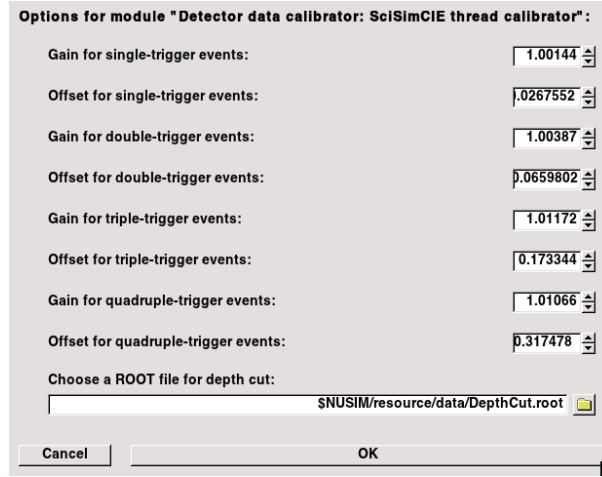 Options for module "Detector data calibrator: SciSimCIE thread calibrator":
Gain for single-trigger events: 1.00144
Offset for single-trigger events: .0267552
Gain for double-trigger events: 1.00387
Offset for double-trigger events: 0.0659802
Gain for triple-trigger events: 1.01172
Offset for triple-trigger events: 0.173344
Gain for quadruple-trigger events: 1.01066
Offset for quadruple-trigger events: 0.317478
Choose a ROOT file for depth cut:
$NUSIM/resource/data/DepthCut.root
Cancel OK